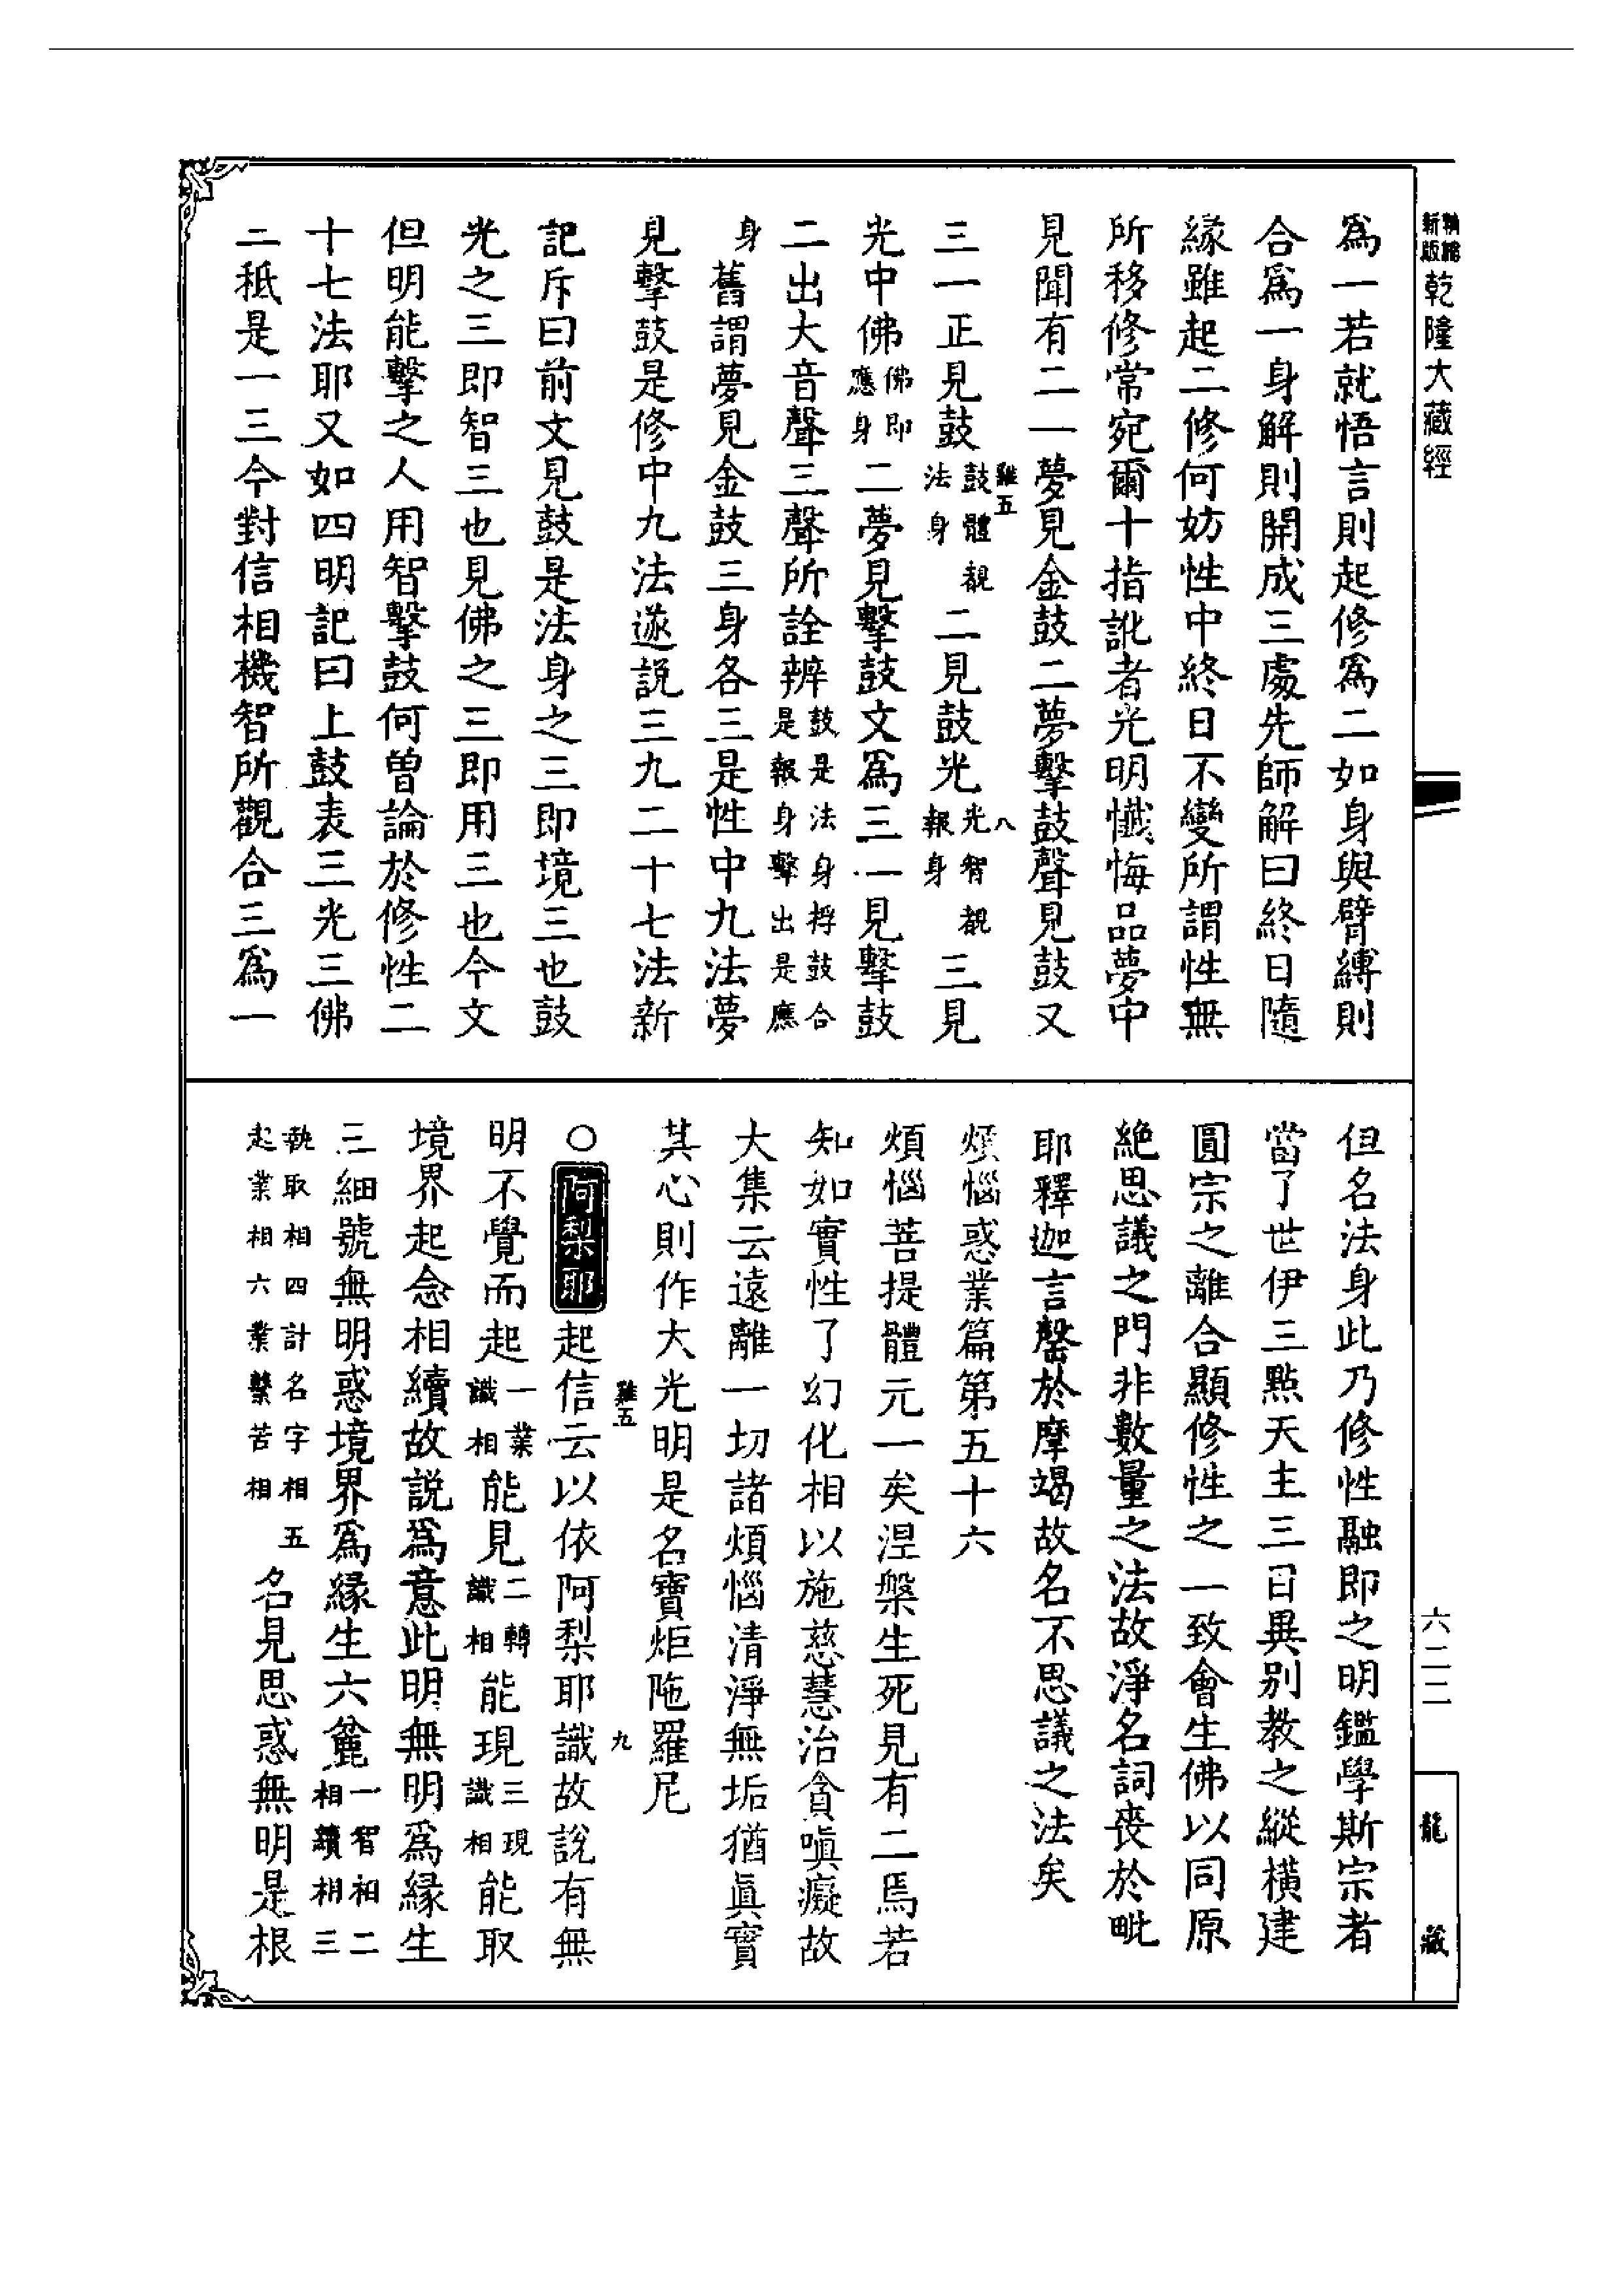 新版精縮乾隆大藏經
為一若就悟言則起修為二如身與臂縛則
合為一身解則開成三處先師解曰終日隨
緣雖起二修何妨性中終日不變所謂性無
所移修常宛爾十指訛者光明懺悔品夢中
見聞有二一夢見金鼓二夢擊鼓聲見鼓又
雞五
八
三一正見鼓鼓體覩法身二見鼓光光智覩報身三見
光中佛佛即應身二夢見擊鼓文為三一見擊鼓
二出大音聲三聲所詮辨鼓是法身桴鼓合是報身擊出是應
身舊謂夢見金鼓三身各三是性中九法夢
見擊鼓是修中九法遂説三九二十七法新
記斥曰前文見鼓是法身之三即境三也鼓
光之三即智三也見佛之三即用三也今文
但明能擊之人用智擊鼓何曾論於修性二
十七法耶又如四明記曰上鼓表三光三佛
三秖是一三今對信相機智所觀合三為一
但名法身此乃修性融即之明鑑學斯宗者
當了世伊三點天主三目異別教之縱横建
圓宗之離合顯修性之一致會生佛以同原
絶思議之門非數量之法故淨名詞喪於毗
耶釋迦言罄於摩竭故名不思議之法矣
煩惱惑業篇第五十六
煩惱菩提體元一矣涅槃生死見有二焉若
知如實性了幻化相以施慈慧治貪嗔癡故
大集云遠離一切諸煩惱清淨無垢猶眞實
其心則作大光明是名寶炬陁羅尼
雞五
九
○阿梨耶起信云以依阿梨耶識故説有無
明不覺而起一業識相能見二轉識相能現三現識相能取
境界起念相續故説為意此明無明為緣生
三細號無明惑境界為緣生六麄一智相二相續相三
執取相四計名字相五起業相六業繫苦相名見思惑無明是根
六二二
龍藏